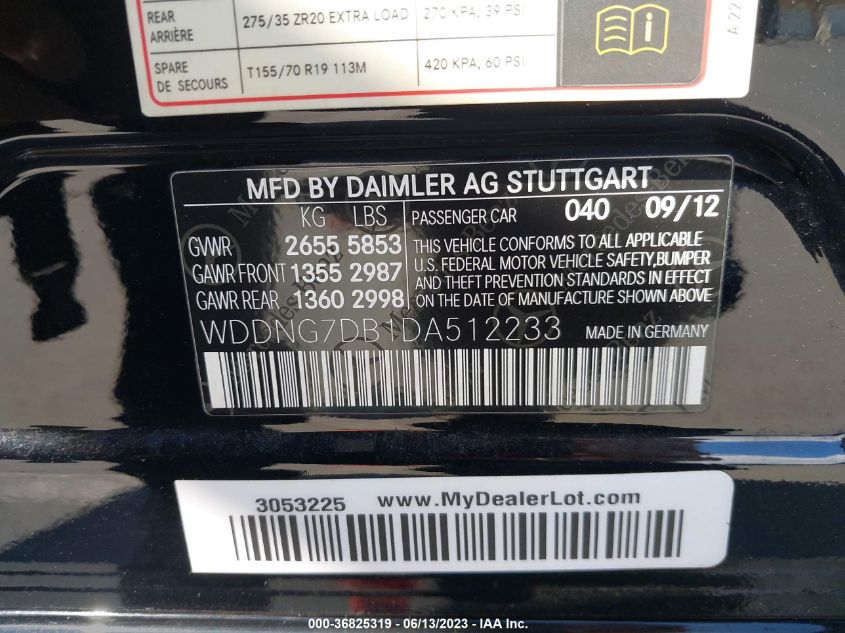 REAR 275/35 ZR20 EXTRA LOAD 270 KPA, 39 PSI
ARRIÈRE
SPARE T155/70 R19 113M 420 KPA, 60 PSI
DE SECOURS
A 22
MFD BY DAIMLER AG STUTTGART
KG LBS PASSENGER CAR 040 09/12
GVWR 2655 5853 THIS VEHICLE CONFORMS TO ALL APPLICABLE
U.S. FEDERAL MOTOR VEHICLE SAFETY,BUMPER
GAWR FRONT 1355 2987 AND THEFT PREVENTION STANDARDS IN EFFECT
GAWR REAR 1360 2998 ON THE DATE OF MANUFACTURE SHOWN ABOVE
WDDNG7DB1DA512233 MADE IN GERMANY
3053225 www.MyDealerLot.com
100-36825319 - 06/13/2023 - IAA Inc.